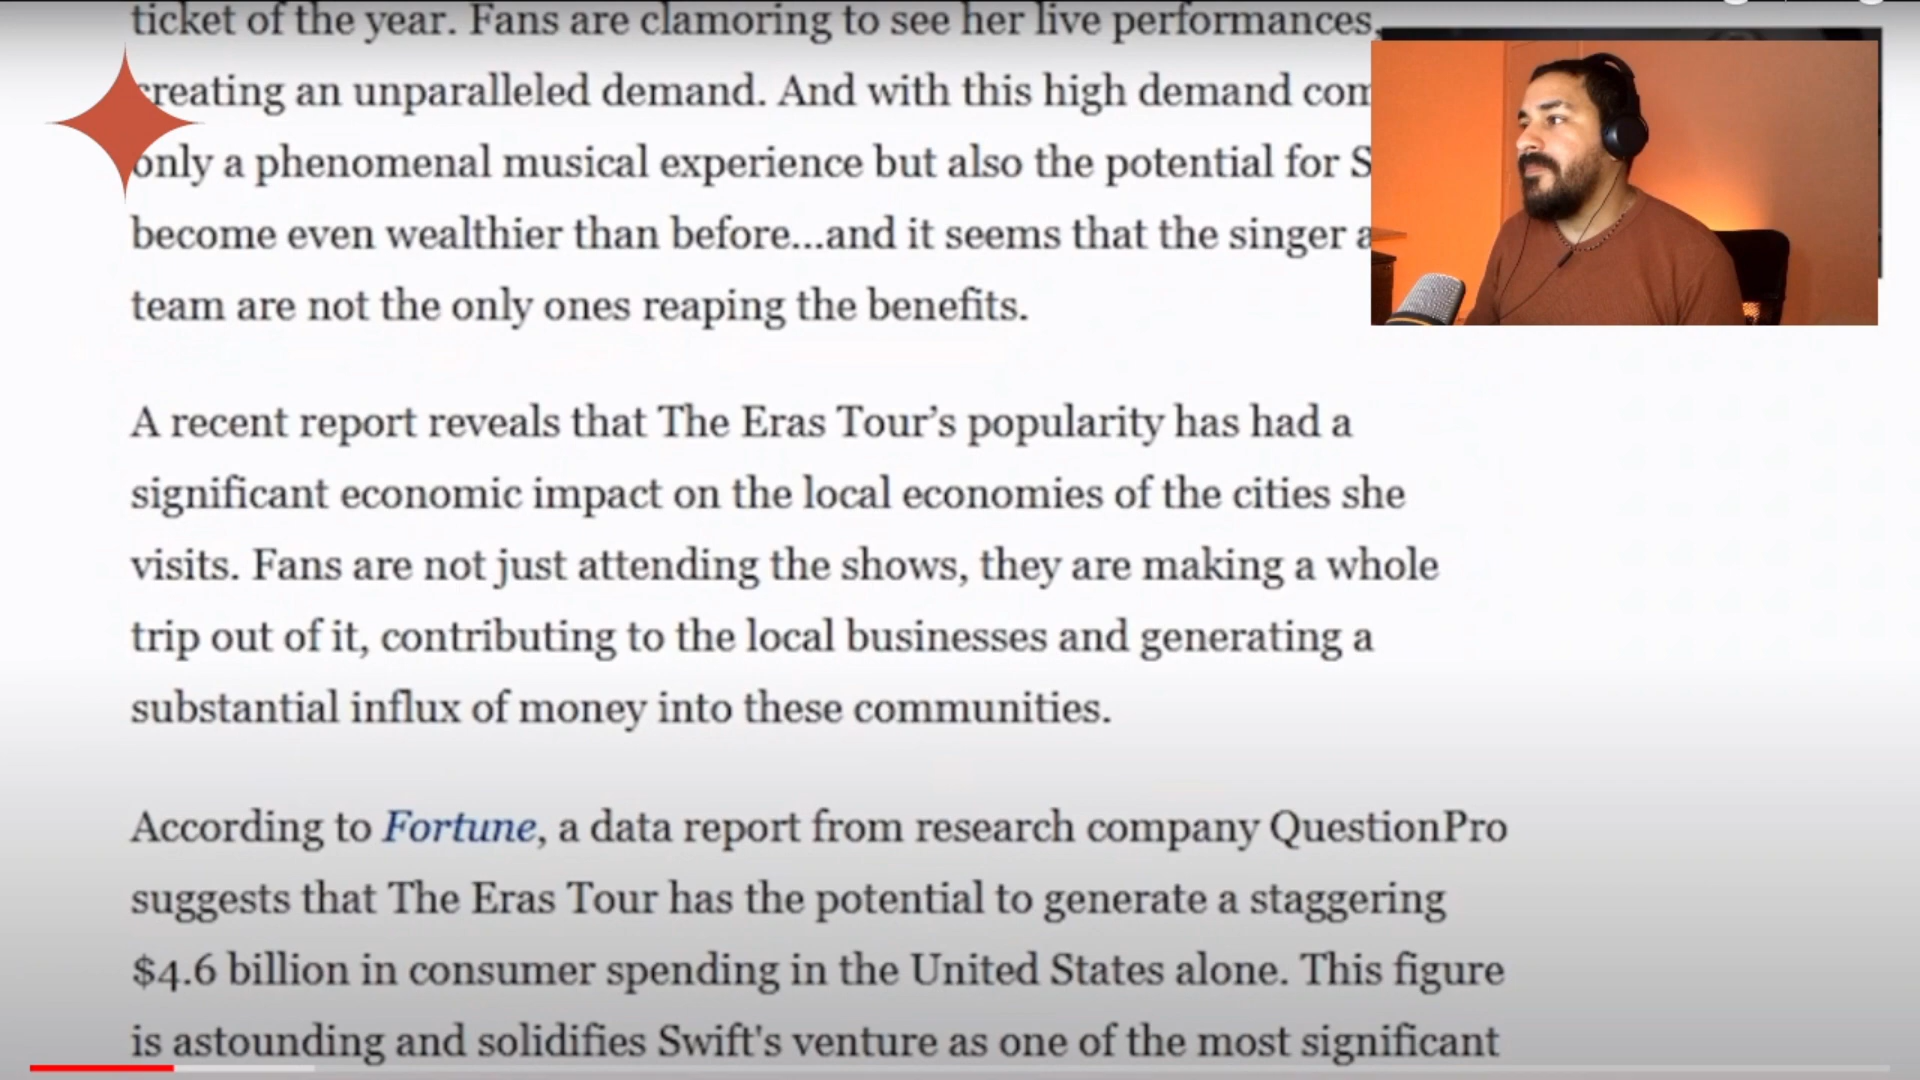 ticket of the year. Fans are clamoring to see her live performances,
creating an unparalleled demand. And with this high demand com
only a phenomenal musical experience but also the potential for S
become even wealthier than before...and it seems that the singer a
team are not the only ones reaping the benefits.
A recent report reveals that The Eras Tour’s popularity has had a
significant economic impact on the local economies of the cities she
visits. Fans are not just attending the shows, they are making a whole
trip out of it, contributing to the local businesses and generating a
substantial influx of money into these communities.
According to Fortune, a data report from research company QuestionPro
suggests that The Eras Tour has the potential to generate a staggering
$4.6 billion in consumer spending in the United States alone. This figure
is astounding and solidifies Swift's venture as one of the most significant